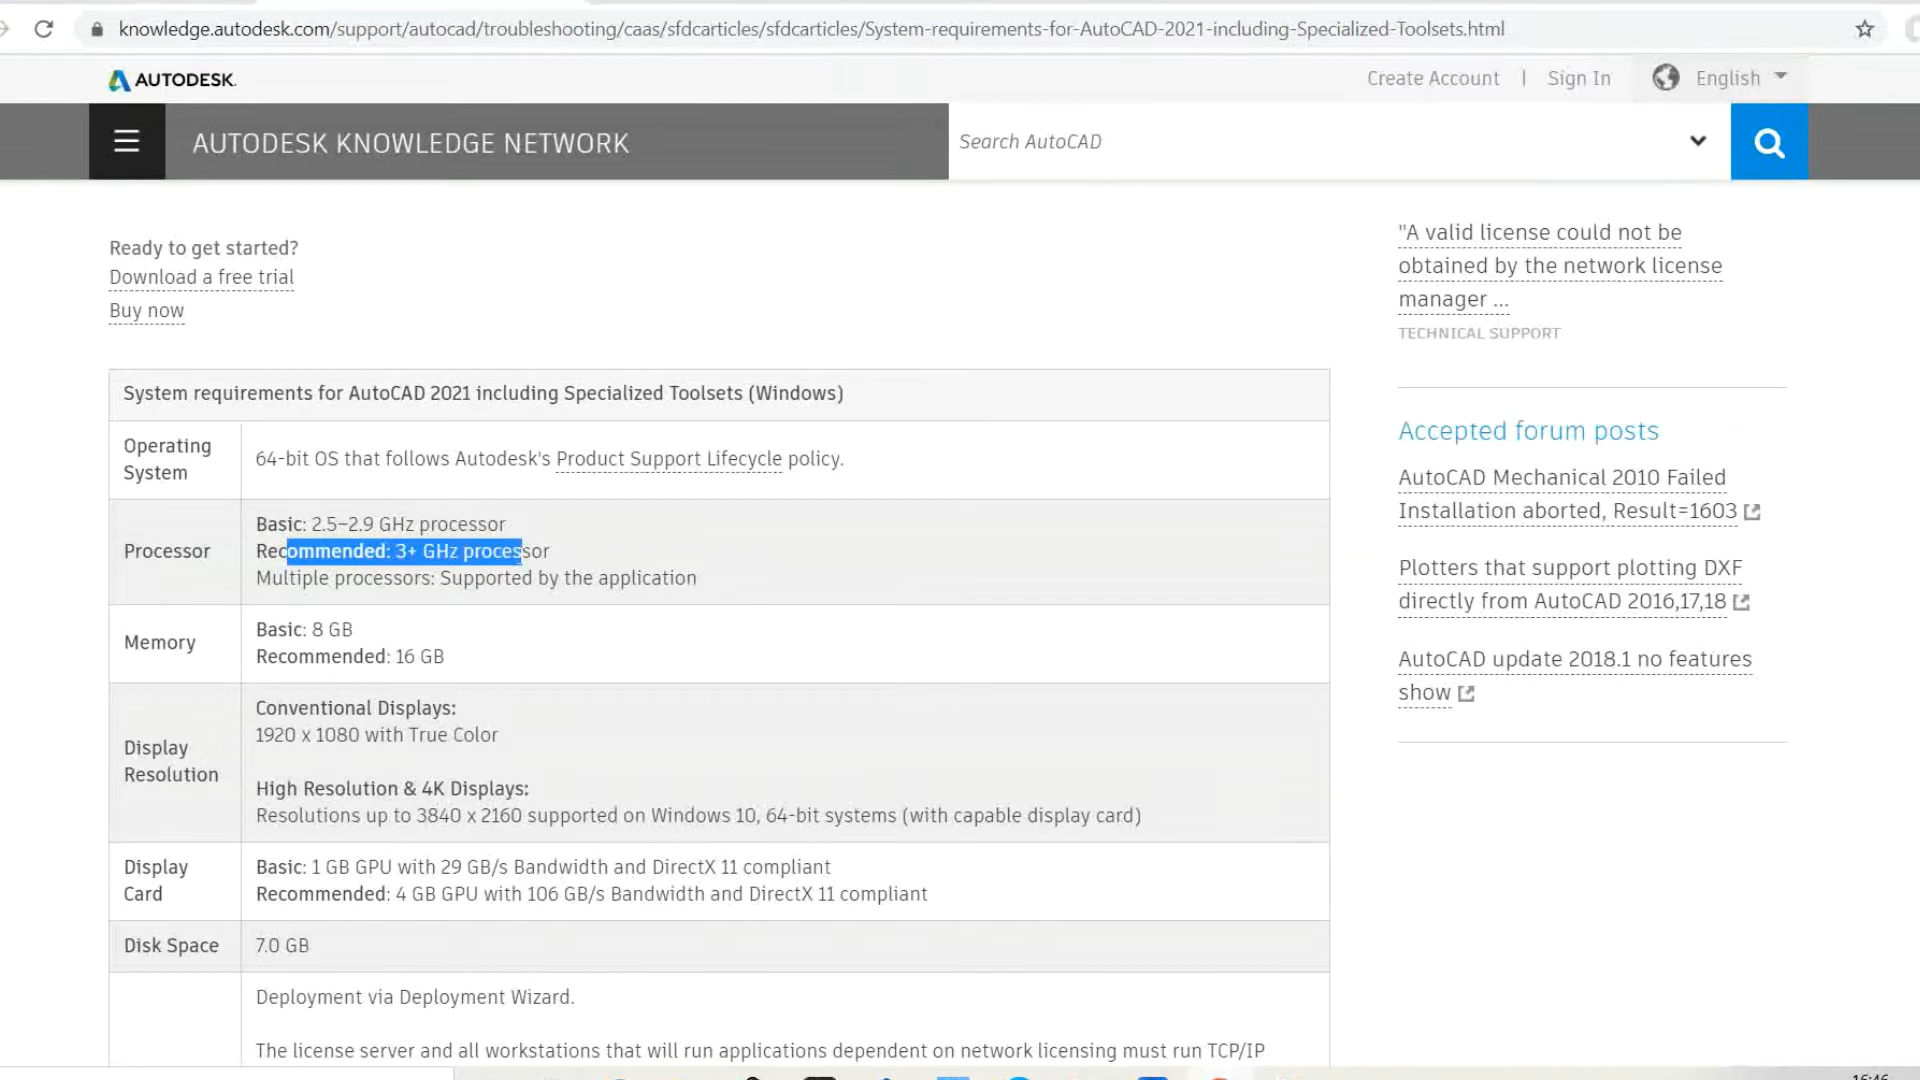 knowledge.autodesk.com/support/autocad/troubleshooting/caas/sfdcarticles/sfdcarticles/System-requirements-for-AutoCAD-2021-including-Specialized-Toolsets.html
AUTODESK.
Create Account | Sign In English
AUTODESK KNOWLEDGE NETWORK
Search AutoCAD
Ready to get started?
Download a free trial
Buy now
System requirements for AutoCAD 2021 including Specialized Toolsets (Windows)
Operating
System
64-bit OS that follows Autodesk's Product Support Lifecycle policy.
Processor
Basic: 2.5–2.9 GHz processor
Recommended: 3+ GHz processor
Multiple processors: Supported by the application
Memory
Basic: 8 GB
Recommended: 16 GB
Display
Resolution
Conventional Displays:
1920 x 1080 with True Color
High Resolution & 4K Displays:
Resolutions up to 3840 x 2160 supported on Windows 10, 64-bit systems (with capable display card)
Display
Card
Basic: 1 GB GPU with 29 GB/s Bandwidth and DirectX 11 compliant
Recommended: 4 GB GPU with 106 GB/s Bandwidth and DirectX 11 compliant
Disk Space
7.0 GB
Deployment via Deployment Wizard.
The license server and all workstations that will run applications dependent on network licensing must run TCP/IP
"A valid license could not be
obtained by the network license
manager ...
TECHNICAL SUPPORT
Accepted forum posts
AutoCAD Mechanical 2010 Failed
Installation aborted, Result=1603
Plotters that support plotting DXF
directly from AutoCAD 2016,17,18
AutoCAD update 2018.1 no features
show